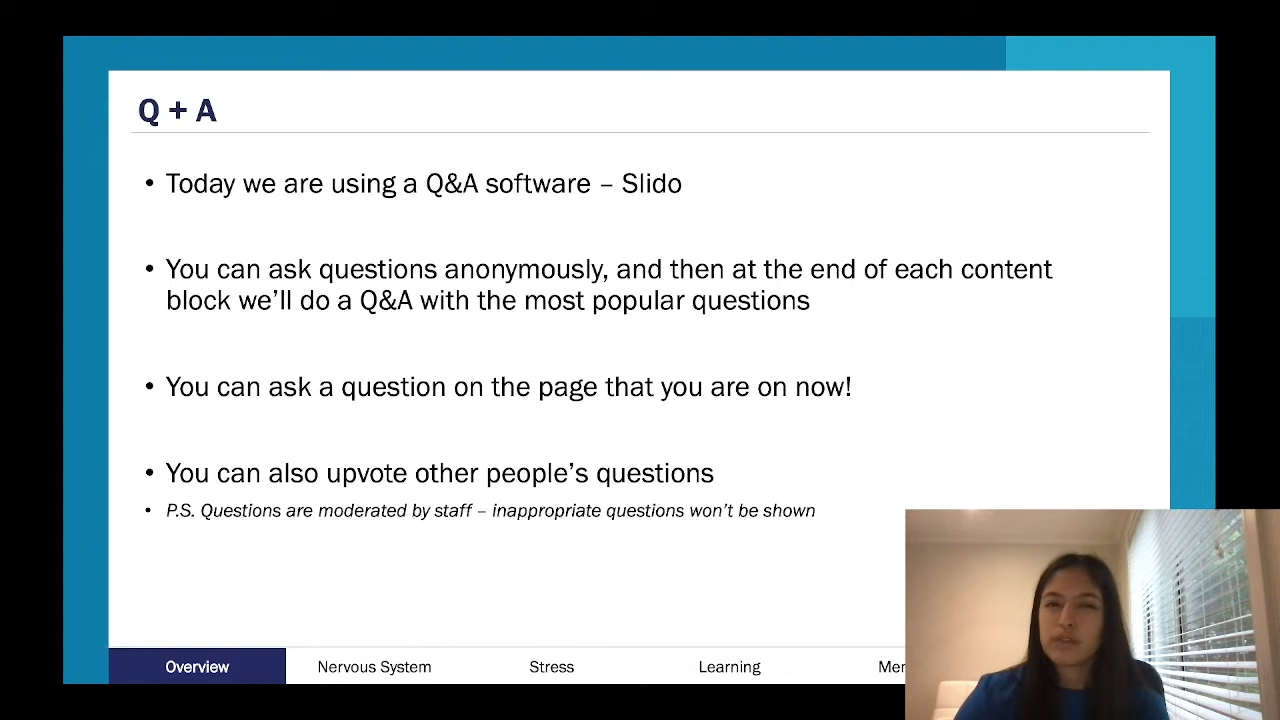 Q + A
• Today we are using a Q&A software – Slido
• You can ask questions anonymously, and then at the end of each content
block we’ll do a Q&A with the most popular questions
• You can ask a question on the page that you are on now!
• You can also upvote other people’s questions
• P.S. Questions are moderated by staff – inappropriate questions won’t be shown
Overview Nervous System Stress Learning